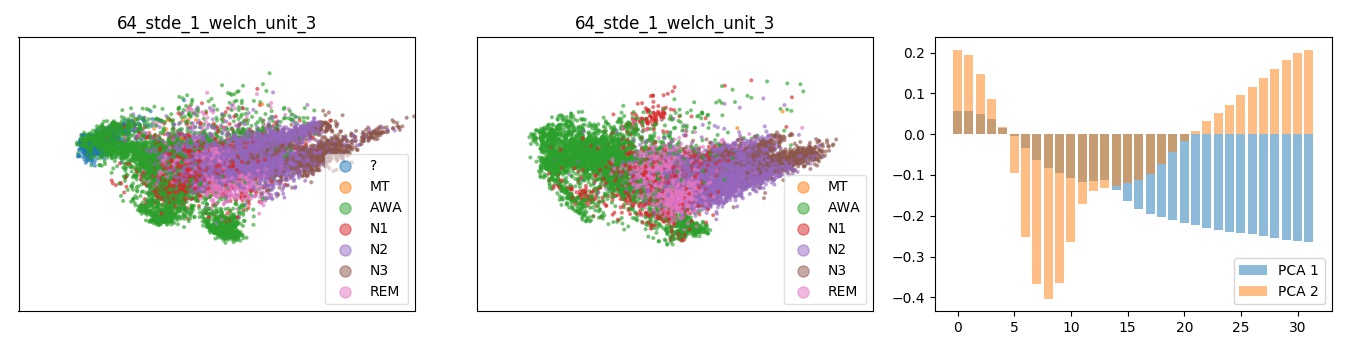 64_stde_1_welch_unit_3
?
MT
AWA
N1
N2
N3
REM
64_stde_1_welch_unit_3
MT
AWA
N1
N2
N3
REM
0.2
0.1
0.0
−0.1
−0.2
−0.3
−0.4
0
5
10
15
20
25
30
PCA 1
PCA 2